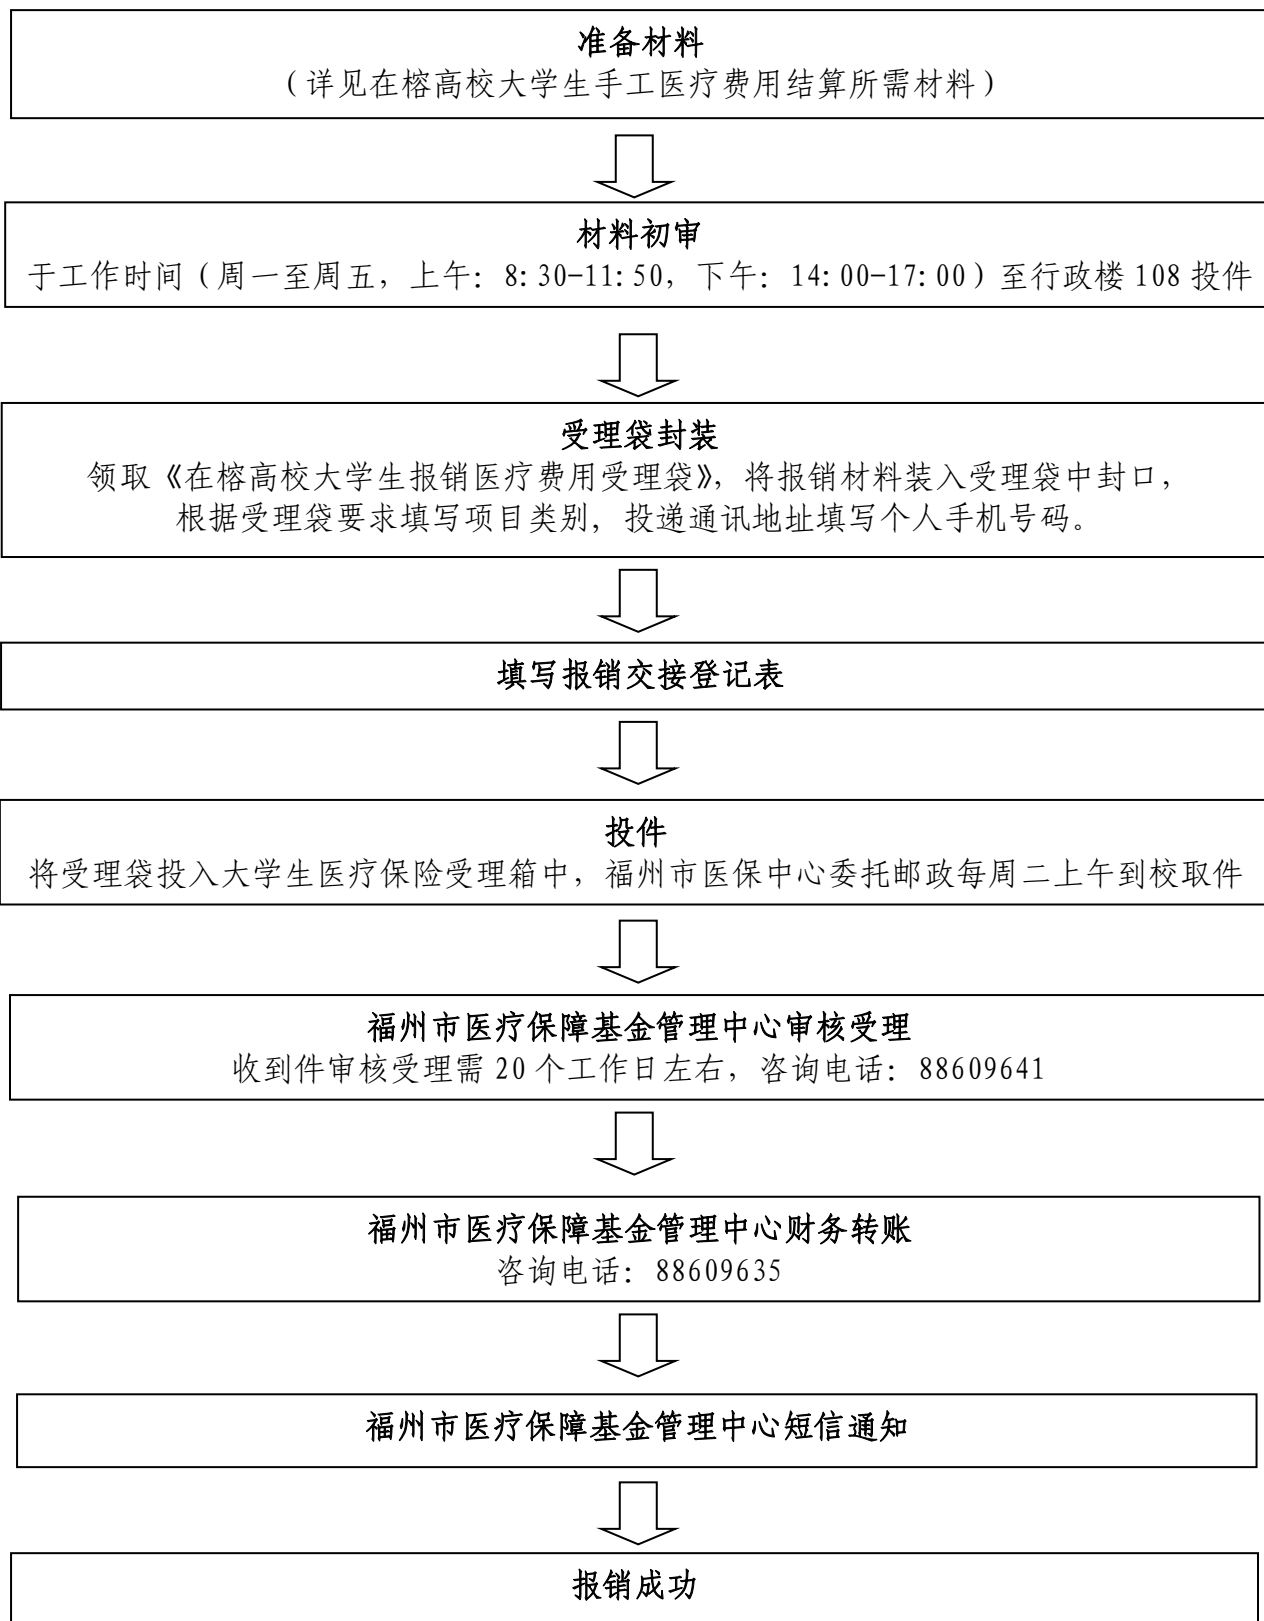 准备材料
（详见在榕高校大学生手工医疗费用结算所需材料）
材料初审
于工作时间（周一至周五，上午：8:30-11:50，下午：14:00-17:00）至行政楼 108 投件
受理袋封装
领取《在榕高校大学生报销医疗费用受理袋》，将报销材料装入受理袋中封口，
根据受理袋要求填写项目类别，投递通讯地址填写个人手机号码。
填写报销交接登记表
投件
将受理袋投入大学生医疗保险受理箱中，福州市医保中心委托邮政每周二上午到校取件
福州市医疗保障基金管理中心审核受理
收到件审核受理需 20 个工作日左右，咨询电话：88609641
福州市医疗保障基金管理中心财务转账
咨询电话：88609635
福州市医疗保障基金管理中心短信通知
报销成功